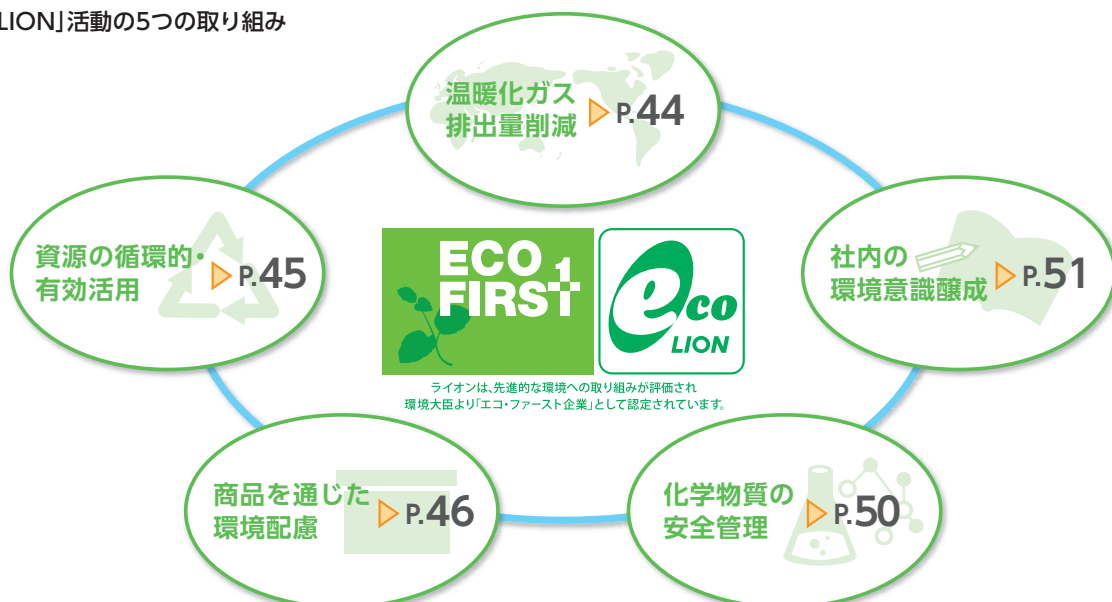 LION」活動の5つの取り組み
温暖化ガス
排出量削減 P.44
資源の循環的・
有効活用 P.45
社内の
環境意識醸成 P.51
ECO
FIRST
eco
LION
ライオンは、先進的な環境への取り組みが評価され
環境大臣より「エコ・ファースト企業」として認定されています。
商品を通じた
環境配慮 P.46
化学物質の
安全管理 P.50